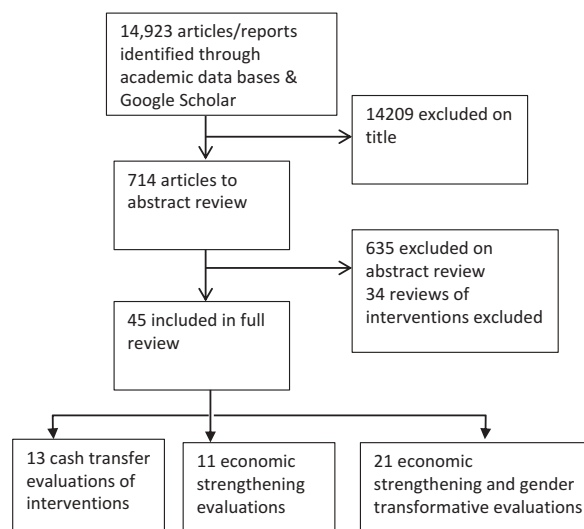 14,923 articles/reports
identified through
academic data bases &
Google Scholar
14209 excluded on
title
714 articles to
abstract review
635 excluded on
abstract review
34 reviews of
interventions excluded
45 included in full
review
13 cash transfer
evaluations of
interventions
11 economic
strengthening evaluations
21 economic
strengthening and gender
transformative evaluations